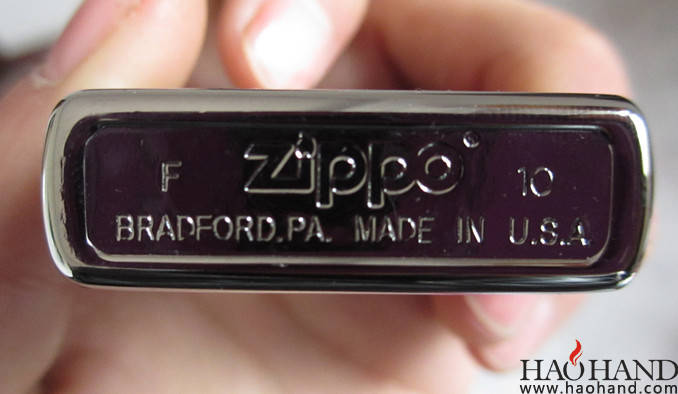 F zippo® 10
BRADFORD,PA. MADE IN U.S.A
HAOHAND
www.haohand.com